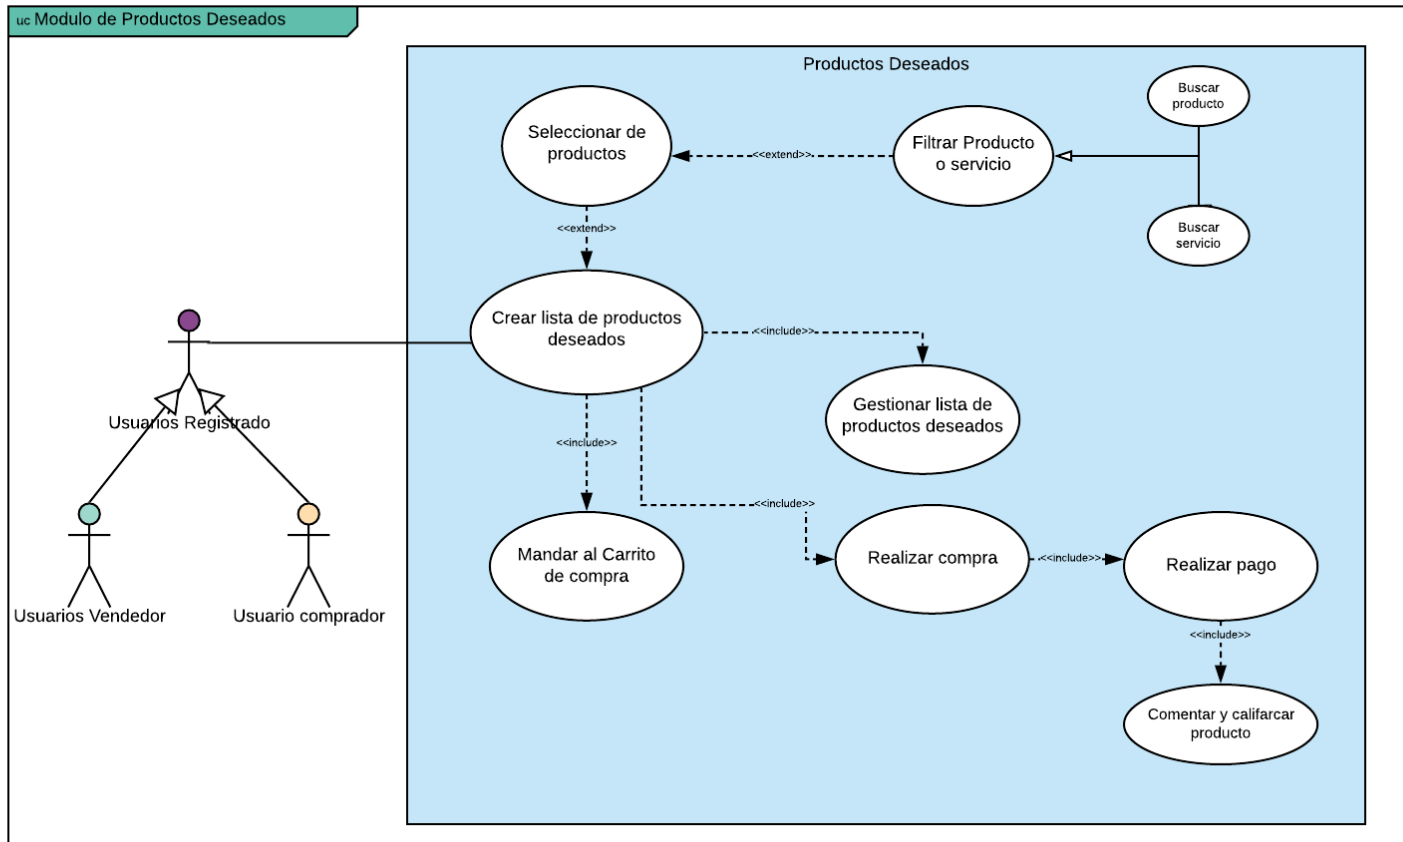 uc Modulo de Productos Deseados
Productos Deseados
Buscar
producto
Seleccionar de
productos
<<extend>>
Filtrar Producto
o servicio
Buscar
servicio
<<extend>>
Crear lista de productos
deseados
<<include>>
Gestionar lista de
productos deseados
Usuarios Registrado
<<include>>
<<include>>
Mandar al Carrito
de compra
Realizar compra
<<include>>
Realizar pago
Usuarios Vendedor
Usuario comprador
<<include>>
Comentar y califarcar
producto